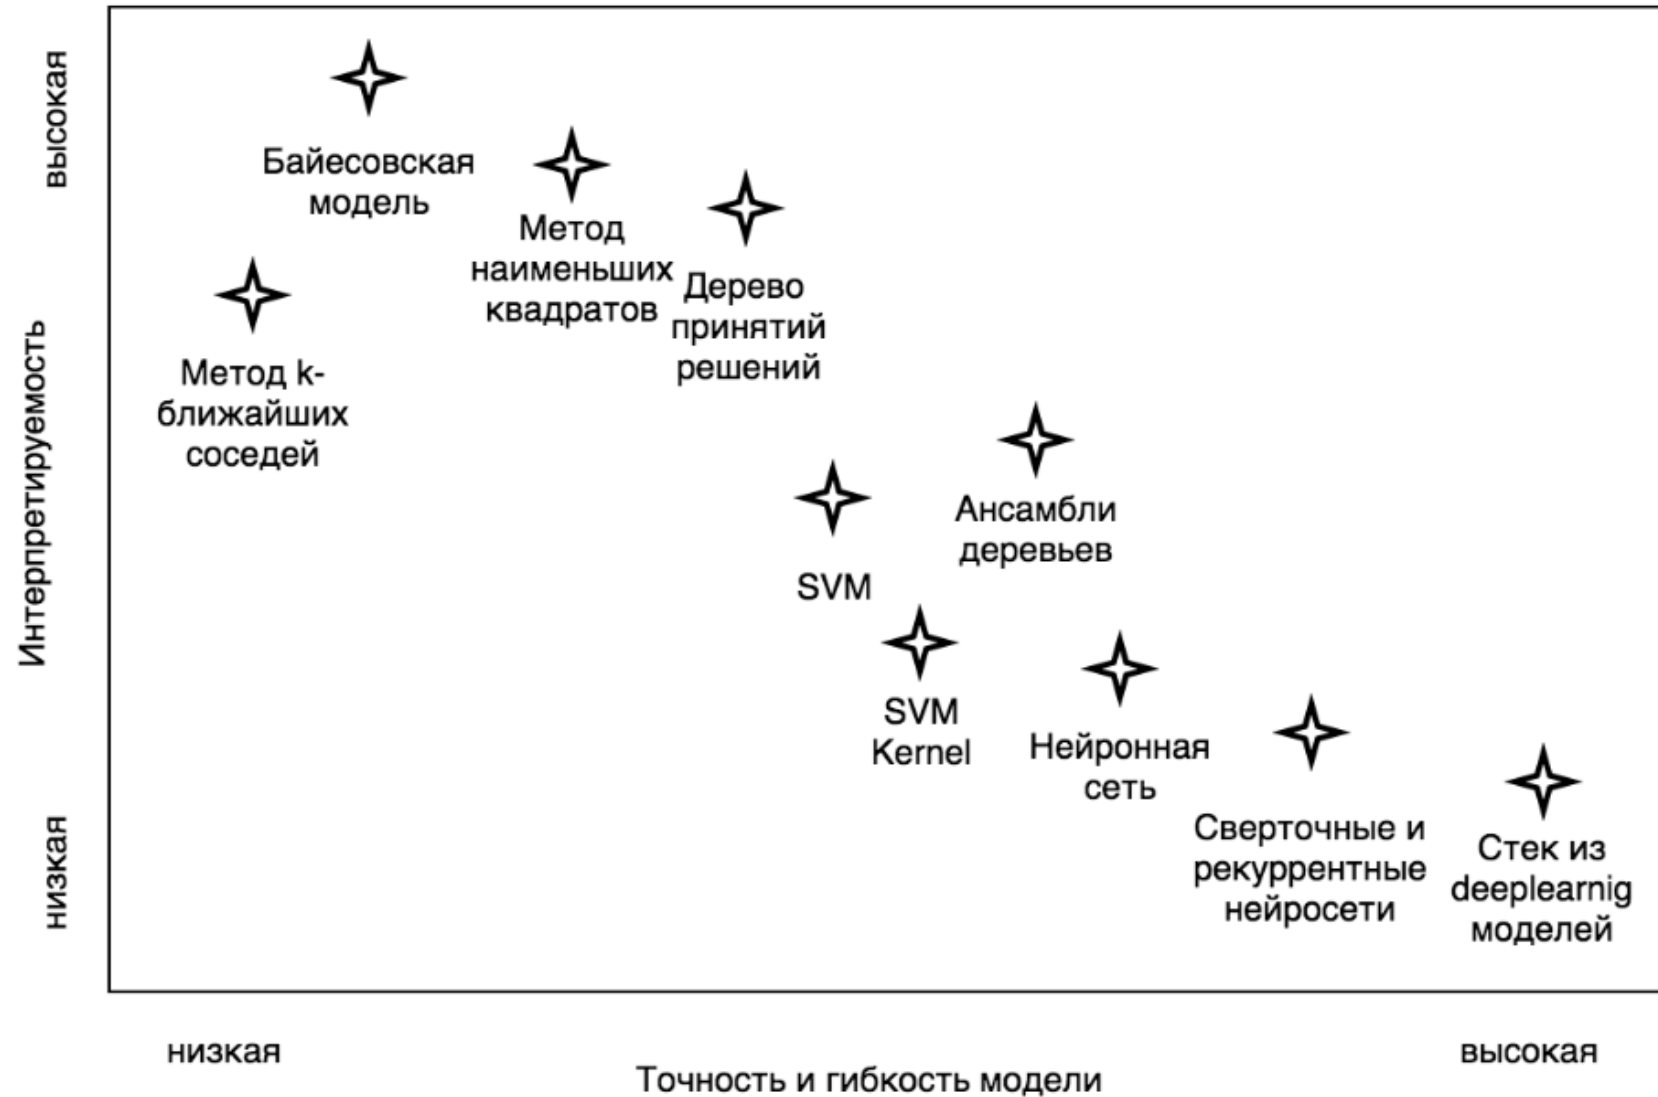 высокая
Интерпретируемость
низкая
Байесовская
модель
Метод
наименьших
квадратов
Дерево
принятий
решений
Метод k-
ближайших
соседей
SVM
Ансамбли
деревьев
SVM
Kernel
Нейронная
сеть
Сверточные и
рекуррентные
нейросети
Стек из
deeplearnig
моделей
низкая
Точность и гибкость модели
высокая